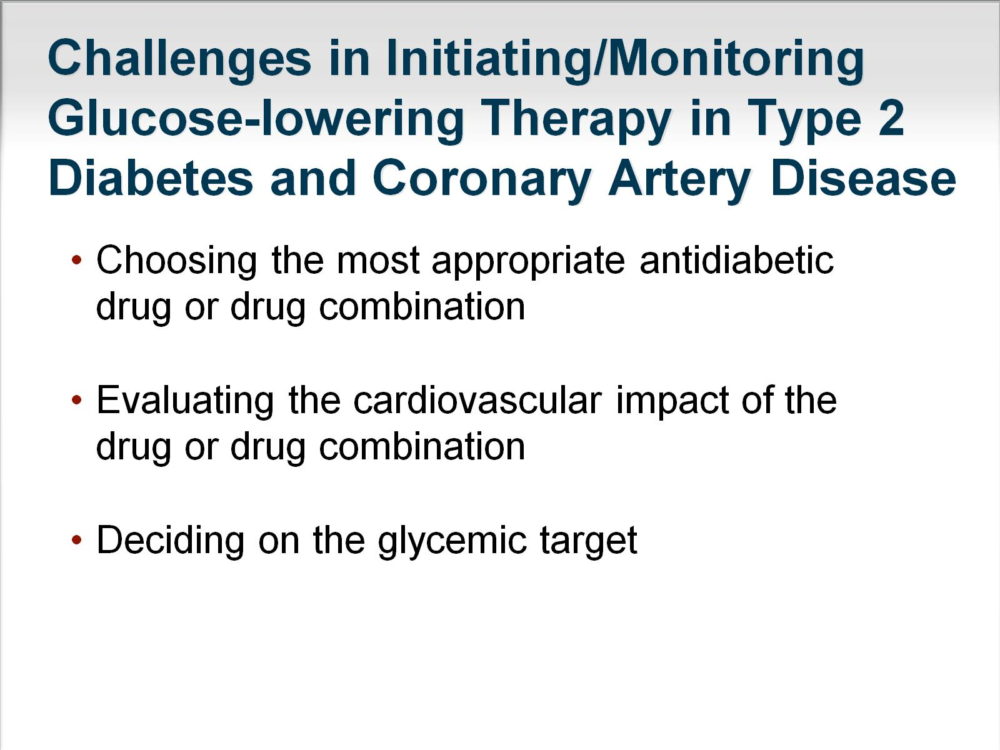 Challenges in Initiating/Monitoring
Glucose-lowering Therapy in Type 2
Diabetes and Coronary Artery Disease
• Choosing the most appropriate antidiabetic
drug or drug combination
• Evaluating the cardiovascular impact of the
drug or drug combination
• Deciding on the glycemic target